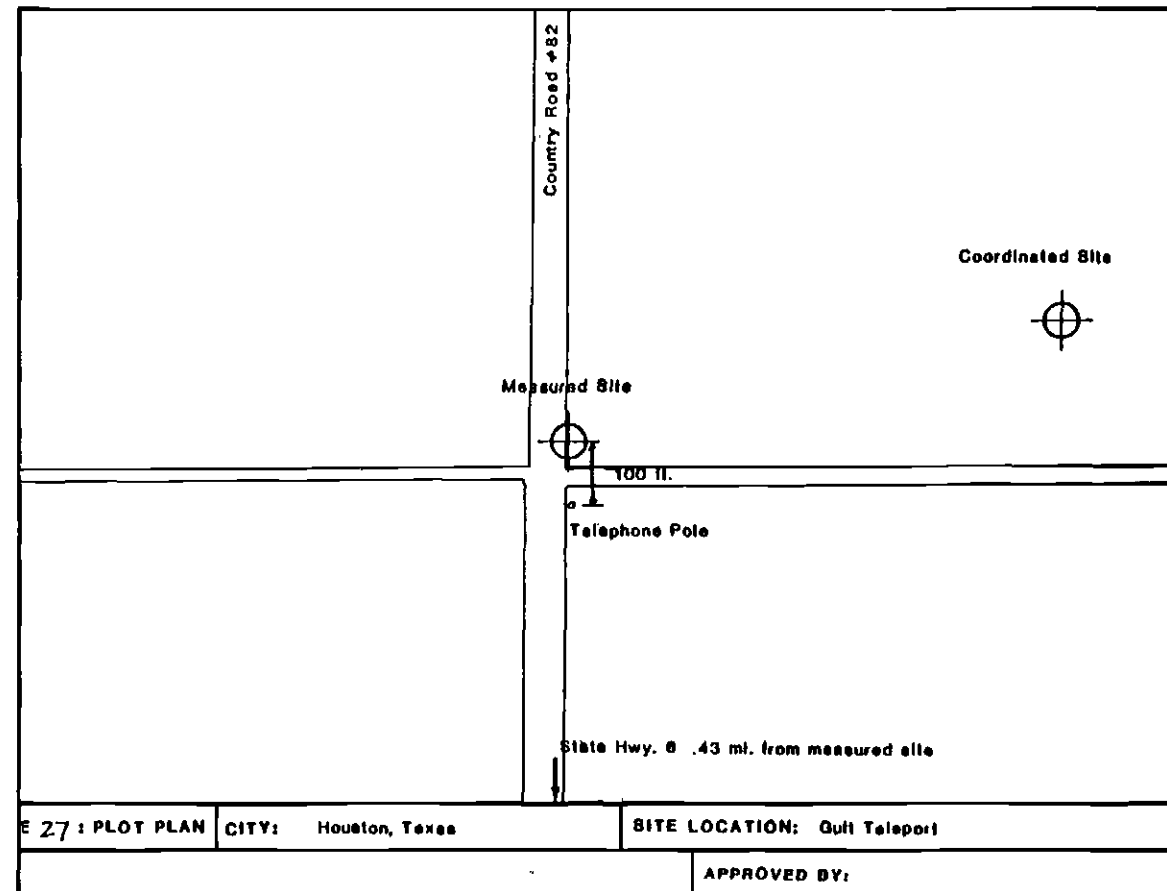 Country Road #82
Coordinated Site
Measured Site
100 ft.
Telephone Pole
State Hwy. 6 .43 mi. from measured site
E 27 : PLOT PLAN
CITY: Houston, Texas
SITE LOCATION: Gulf Teleport
APPROVED BY: